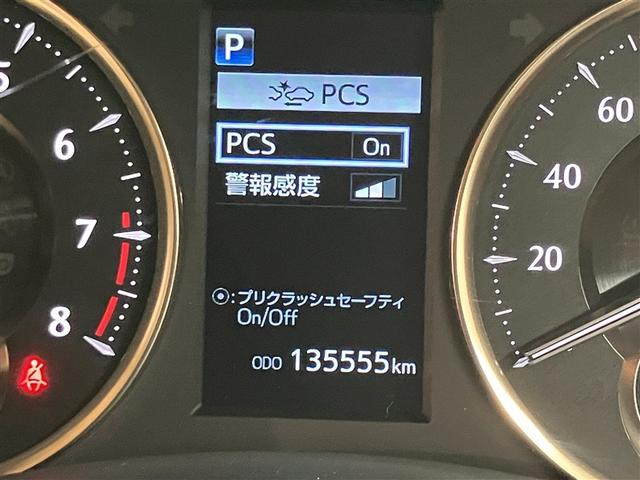 P
PCS
PCS On
警報感度
◉:プリクラッシュセーフティ
On/Off
ODO 135555km
5
6
7
8
60
40
20